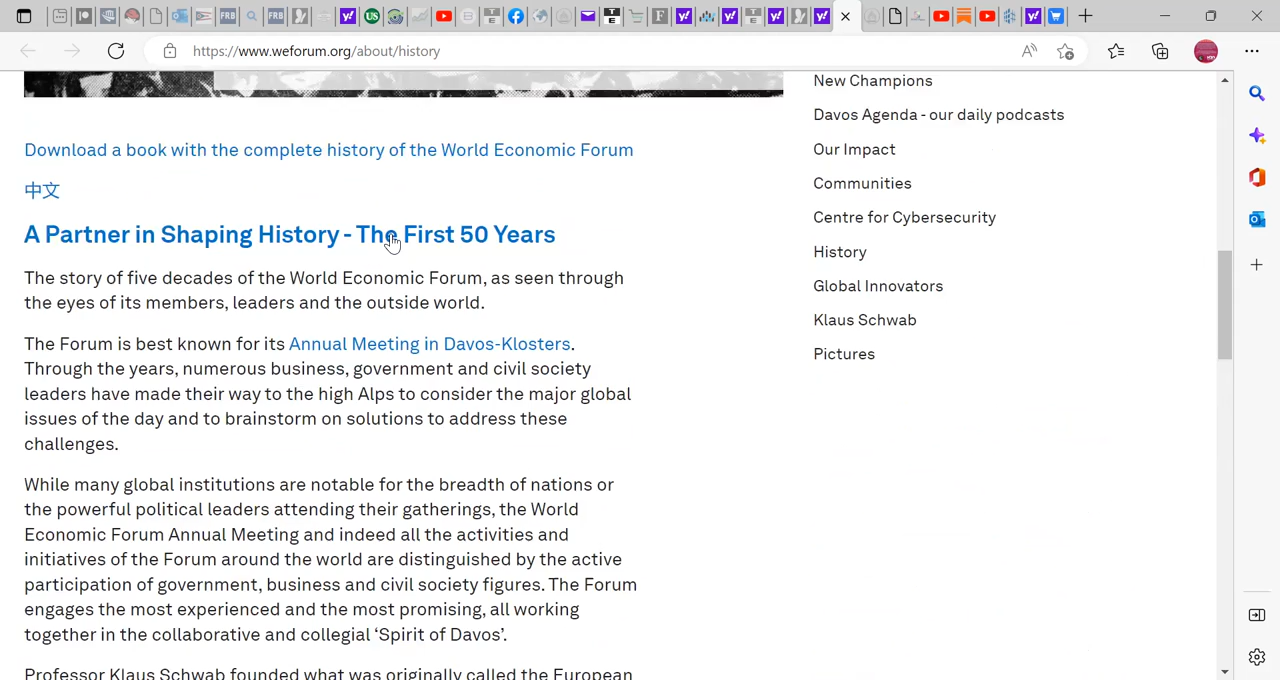 https://www.weforum.org/about/history
Download a book with the complete history of the World Economic Forum
中文
A Partner in Shaping History - The First 50 Years
The story of five decades of the World Economic Forum, as seen through
the eyes of its members, leaders and the outside world.
The Forum is best known for its Annual Meeting in Davos-Klosters.
Through the years, numerous business, government and civil society
leaders have made their way to the high Alps to consider the major global
issues of the day and to brainstorm on solutions to address these
challenges.
While many global institutions are notable for the breadth of nations or
the powerful political leaders attending their gatherings, the World
Economic Forum Annual Meeting and indeed all the activities and
initiatives of the Forum around the world are distinguished by the active
participation of government, business and civil society figures. The Forum
engages the most experienced and the most promising, all working
together in the collaborative and collegial ‘Spirit of Davos’.
Professor Klaus Schwab founded what was originally called the European
New Champions
Davos Agenda - our daily podcasts
Our Impact
Communities
Centre for Cybersecurity
History
Global Innovators
Klaus Schwab
Pictures